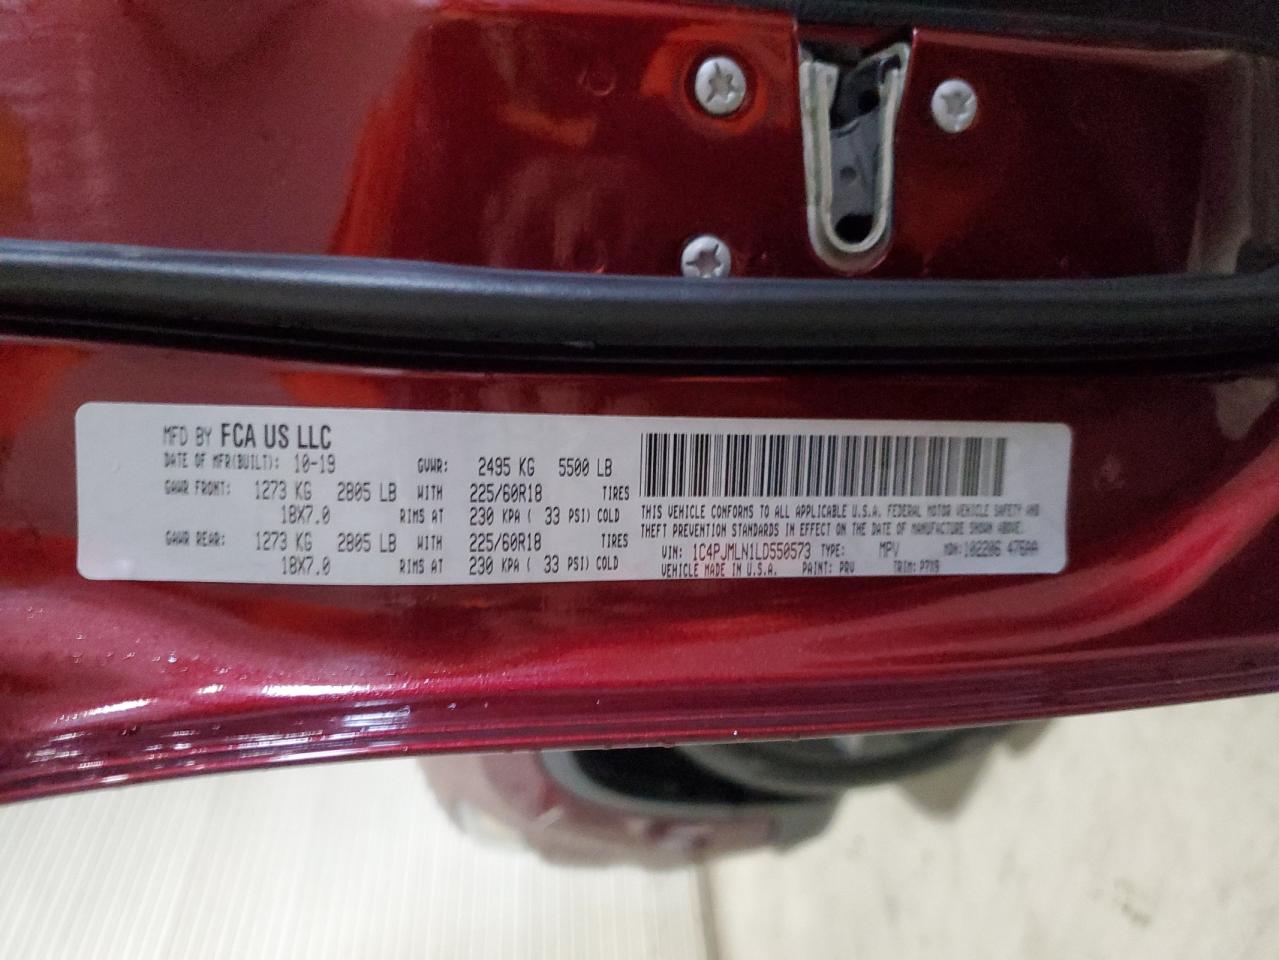 MFD BY FCA US LLC
DATE OF MFR(BUILT): 10-19 GVWR: 2495 KG 5500 LB
GAWR FRONT: 1273 KG 2805 LB WITH 225/60R18 TIRES
18X7.0 RIMS AT 230 KPA ( 33 PSI) COLD
GAWR REAR: 1273 KG 2805 LB WITH 225/60R18 TIRES
18X7.0 RIMS AT 230 KPA ( 33 PSI) COLD
THIS VEHICLE CONFORMS TO ALL APPLICABLE U.S.A. FEDERAL MOTOR VEHICLE SAFETY AND
THEFT PREVENTION STANDARDS IN EFFECT ON THE DATE OF MANUFACTURE SHOWN ABOVE.
VIN: 1C4PJMLN1LD550573 TYPE: MPV MDH: 102206 476AA
VEHICLE MADE IN U.S.A. PAINT: PRV TRIM: